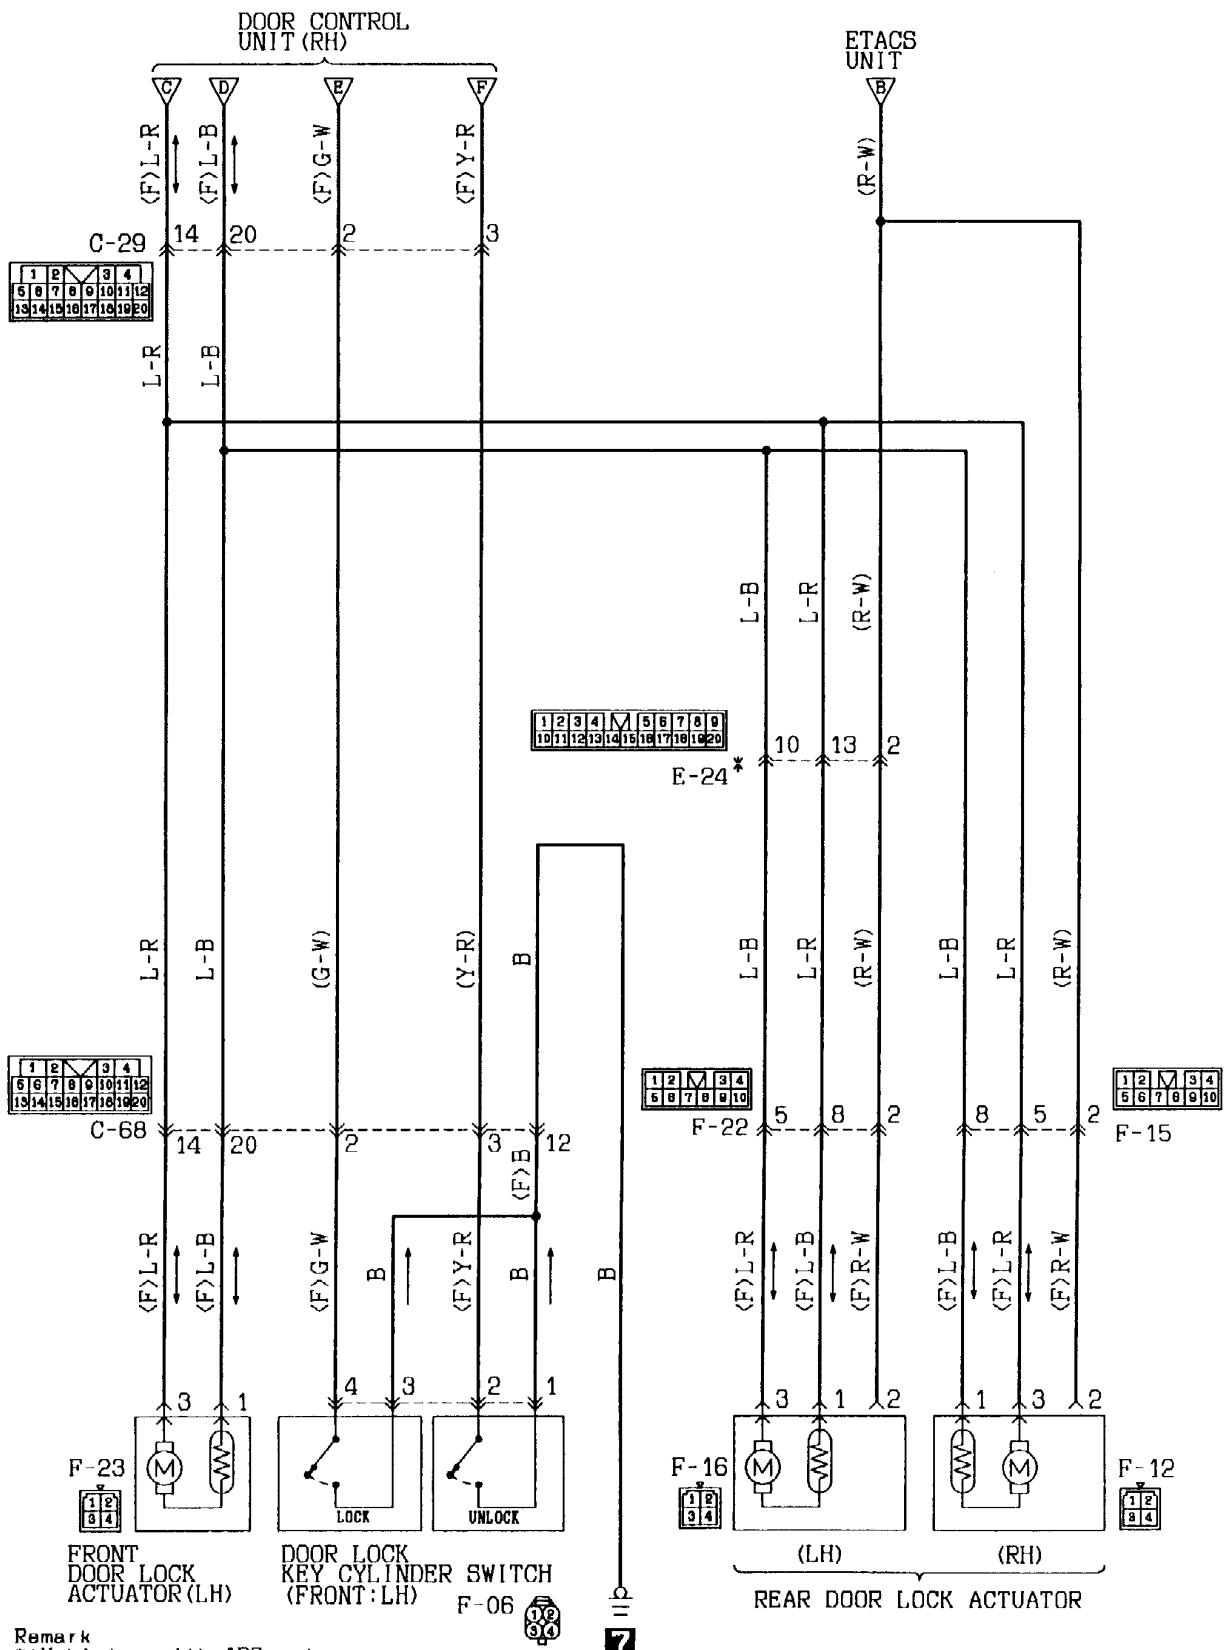 DOOR CONTROL
UNIT(RH)
ETACS
UNIT
C
D
E
F
B
(F)L-R
(F)L-B
(F)G-W
(F)Y-R
(R-W)
C-29
14
20
2
3
1 2 3 4
5 6 7 8 9 10 11 12
13 14 15 16 17 18 19 20
L-R
L-B
L-B
L-R
(R-W)
1 2 3 4 5 6 7 8 9
10 11 12 13 14 15 16 17 18 19 20
E-24
*
10
13
2
L-R
L-B
(G-W)
(Y-R)
B
L-B
L-R
(R-W)
L-B
L-R
(R-W)
1 2 3 4
5 6 7 8 9 10 11 12
13 14 15 16 17 18 19 20
C-68
14
20
2
3
12
1 2 3 4
5 6 7 8 9 10
F-22
5
8
2
8
5
2
1 2 3 4
5 6 7 8 9 10
F-15
(F)B
(F)L-R
(F)L-B
(F)G-W
B
(F)Y-R
B
B
(F)L-R
(F)L-B
(F)R-W
(F)L-B
(F)L-R
(F)R-W
3
1
4
3
2
1
3
1
2
1
3
2
F-23
M
1 2
3 4
LOCK
UNLOCK
F-16
M
1 2
3 4
M
F-12
1 2
3 4
FRONT
DOOR LOCK
ACTUATOR(LH)
DOOR LOCK
KEY CYLINDER SWITCH
(FRONT:LH)
F-06
1 2
3 4
7
(LH)
(RH)
REAR DOOR LOCK ACTUATOR
Remark